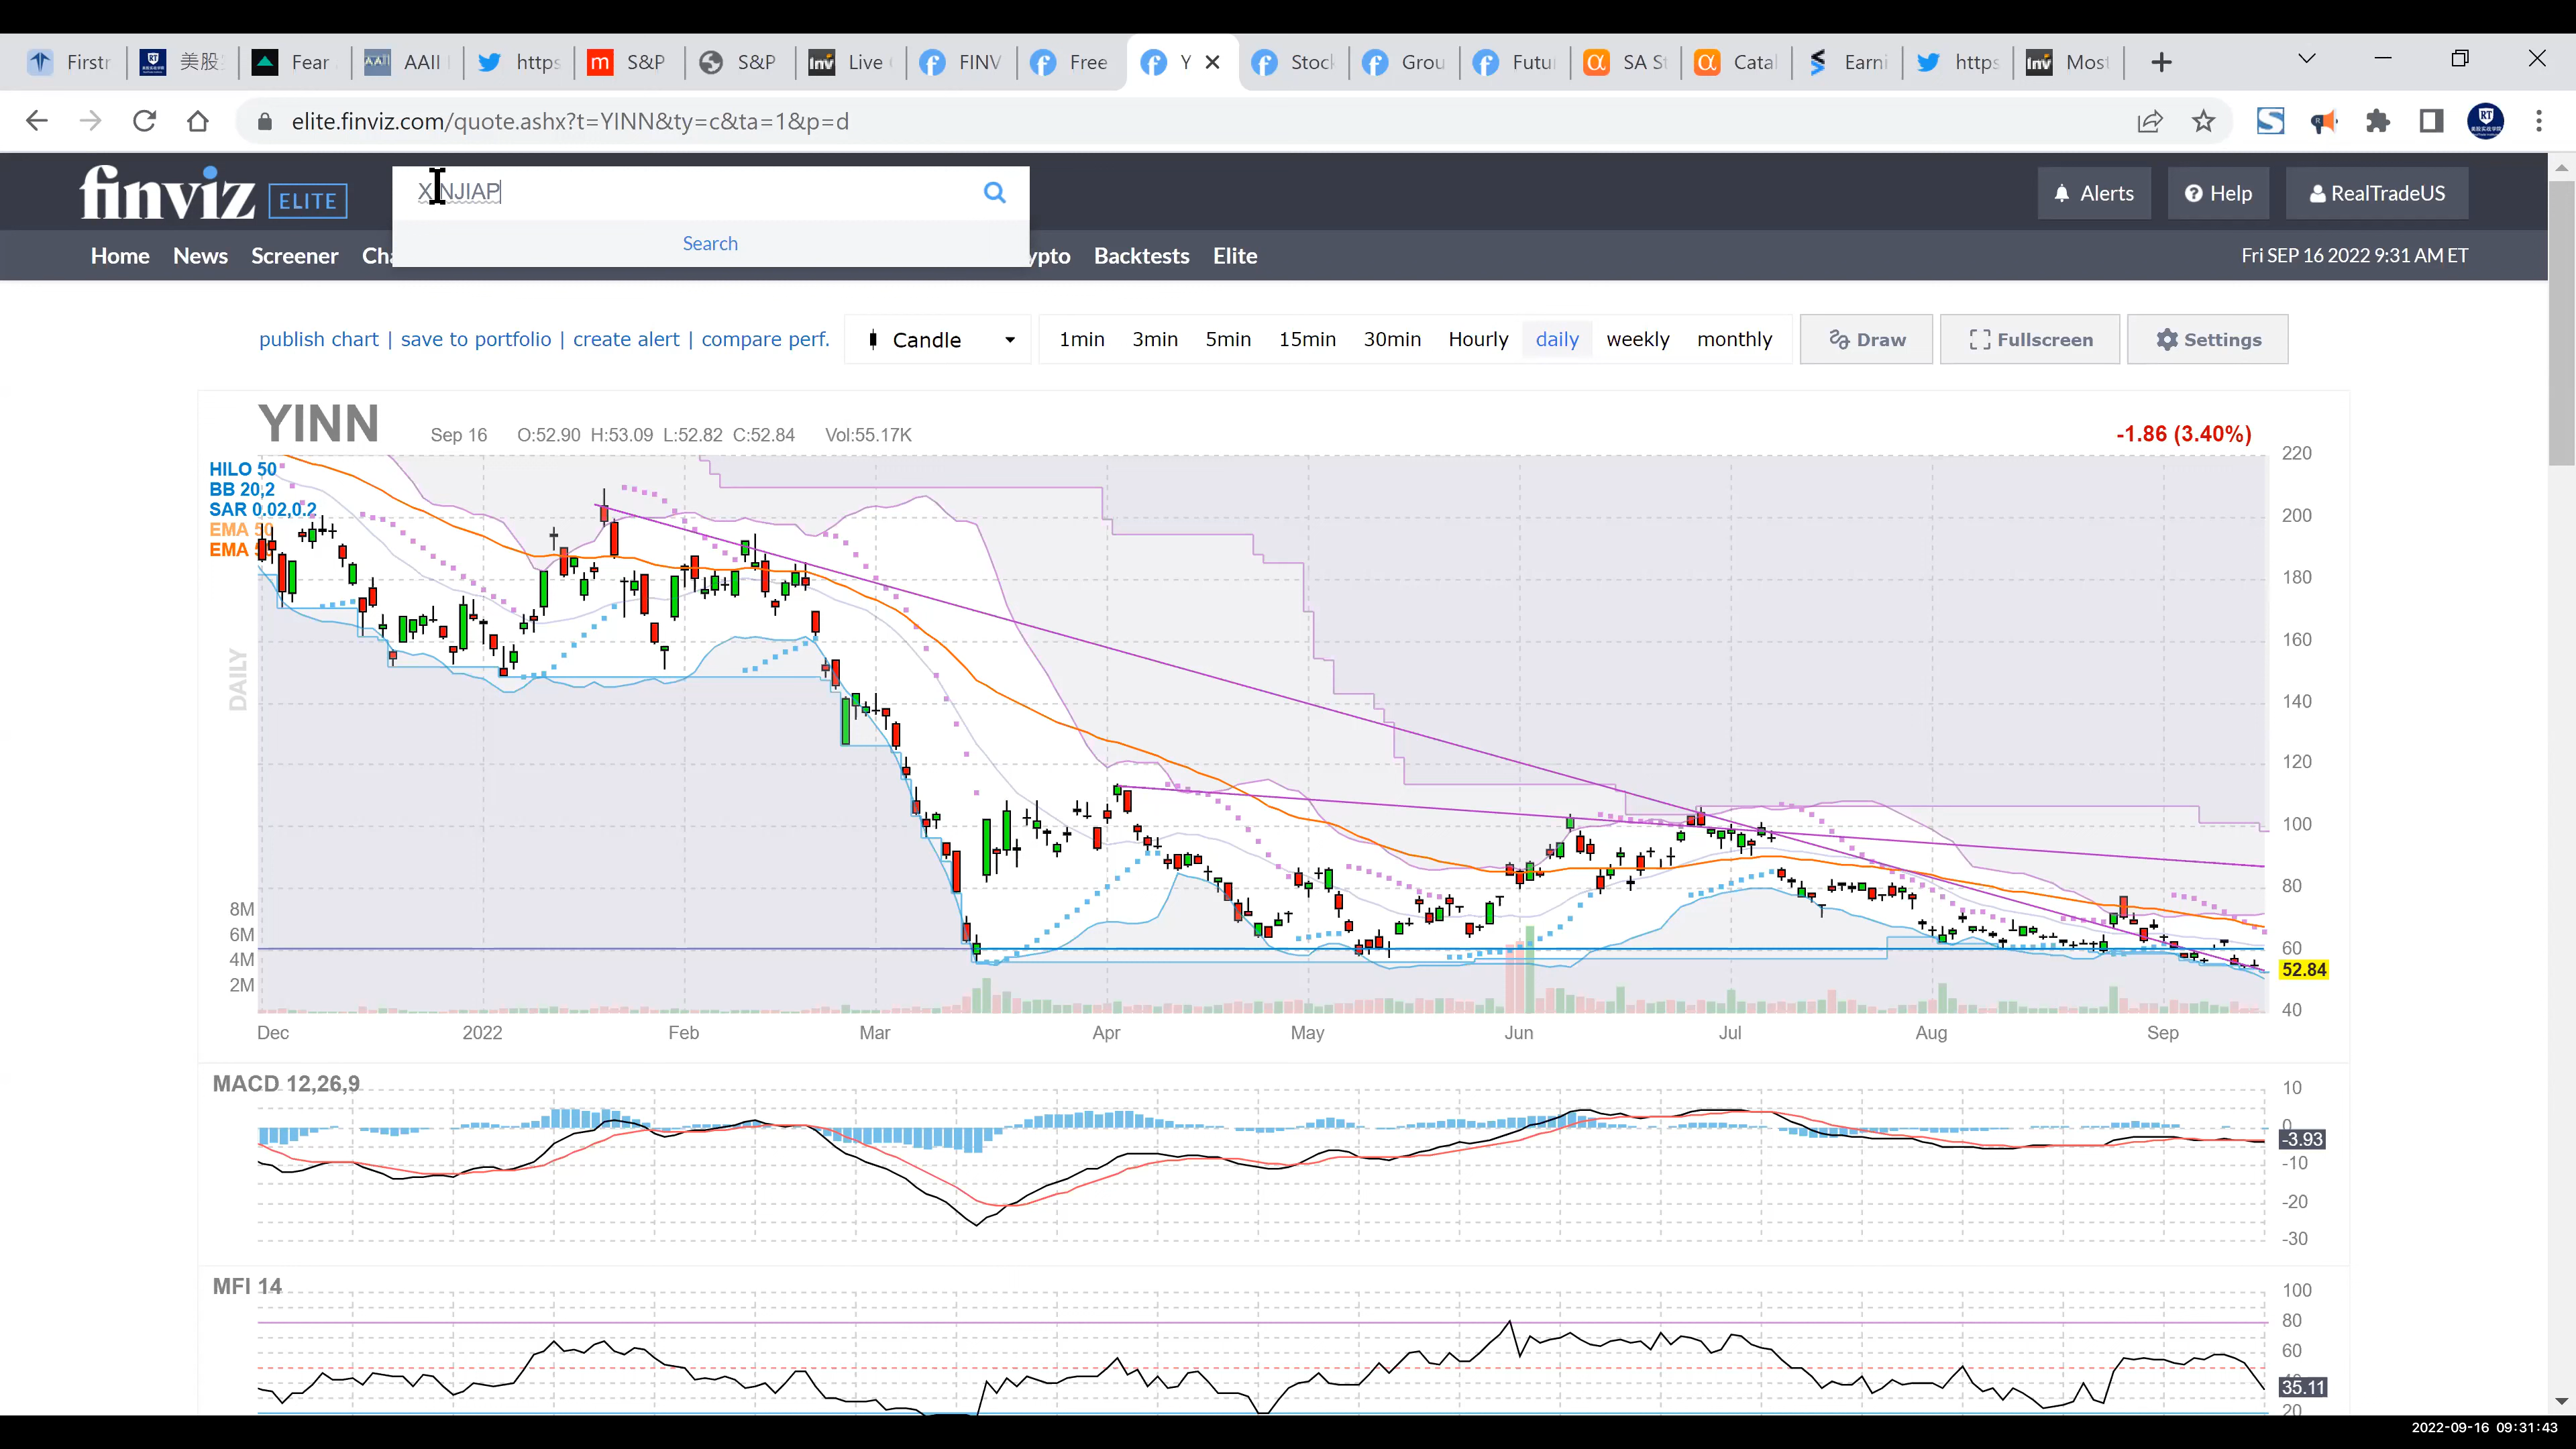 Firstr
美股
Fear
AAII
https
S&P
S&P
Live
FINV
Free
Y
Stoc
Grou
Futu
SA S
Catal
Earni
https
Most
elite.finviz.com/quote.ashx?t=YINN&ty=c&ta=1&p=d
finviz ELITE
XINJIAP
Search
Alerts
Help
RealTradeUS
Home News Screener Cha ypto Backtests Elite
Fri SEP 16 2022 9:31 AM ET
publish chart | save to portfolio | create alert | compare perf.
Candle
1min 3min 5min 15min 30min Hourly daily weekly monthly
Draw
Fullscreen
Settings
YINN
Sep 16 O:52.90 H:53.09 L:52.82 C:52.84 Vol:55.17K
-1.86 (3.40%)
HILO 50
BB 20,2
SAR 0.02,0.2
EMA 50
EMA 50
DAILY
220
200
180
160
140
120
100
80
60
52.84
40
8M
6M
4M
2M
Dec 2022 Feb Mar Apr May Jun Jul Aug Sep
MACD 12,26,9
10
0
-3.93
-10
-20
-30
MFI 14
100
80
60
35.11
20
2022-09-16 09:31:43